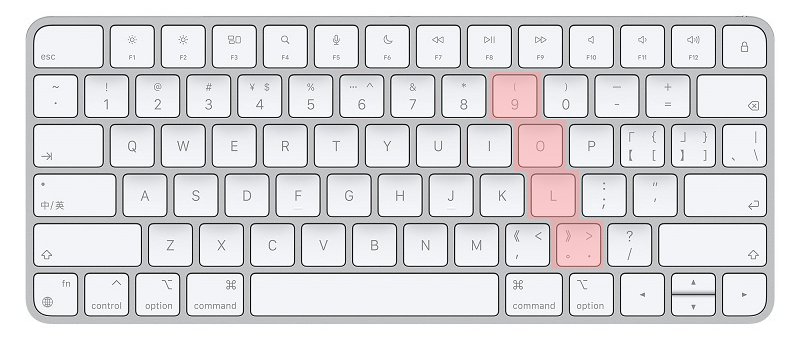 esc F1 F2 F3 F4 F5 F6 F7 F8 F9 F10 F11 F12
~ · ! 1 @ 2 # 3 ¥ $ 4 % 5 … ^ 6 & 7 * 8 ( 9 ) 0 — - + =
Q W E R T Y U I O P 「 { 【 [ 」 } 】 ] | 、 \
中/英 A S D F G H J K L : ; " '
Z X C V B N M 《 < , 》 > 。 . ? /
fn control option ⌘ command ⌘ command option